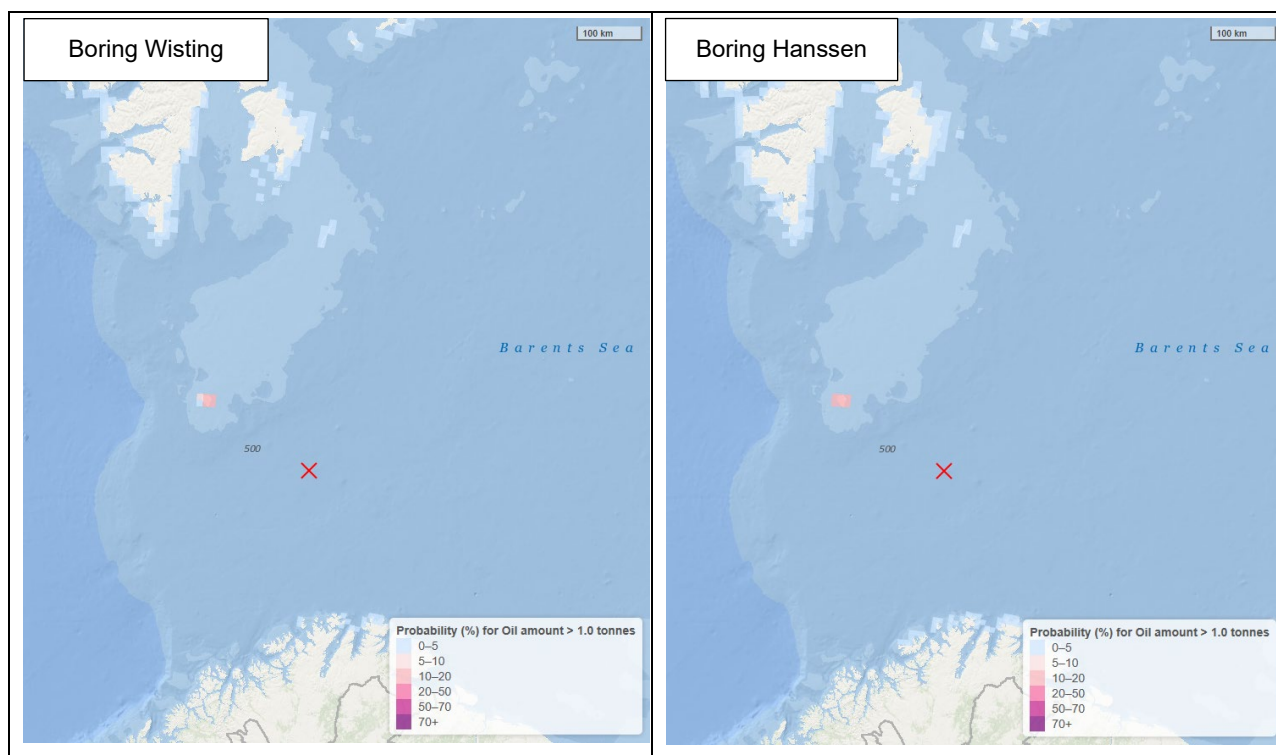 Boring Wisting
100 km
Barents Sea
500
Probability (%) for Oil amount > 1.0 tonnes
0–5
5–10
10–20
20–50
50–70
70+
Boring Hanssen
100 km
Barents Sea
500
Probability (%) for Oil amount > 1.0 tonnes
0–5
5–10
10–20
20–50
50–70
70+